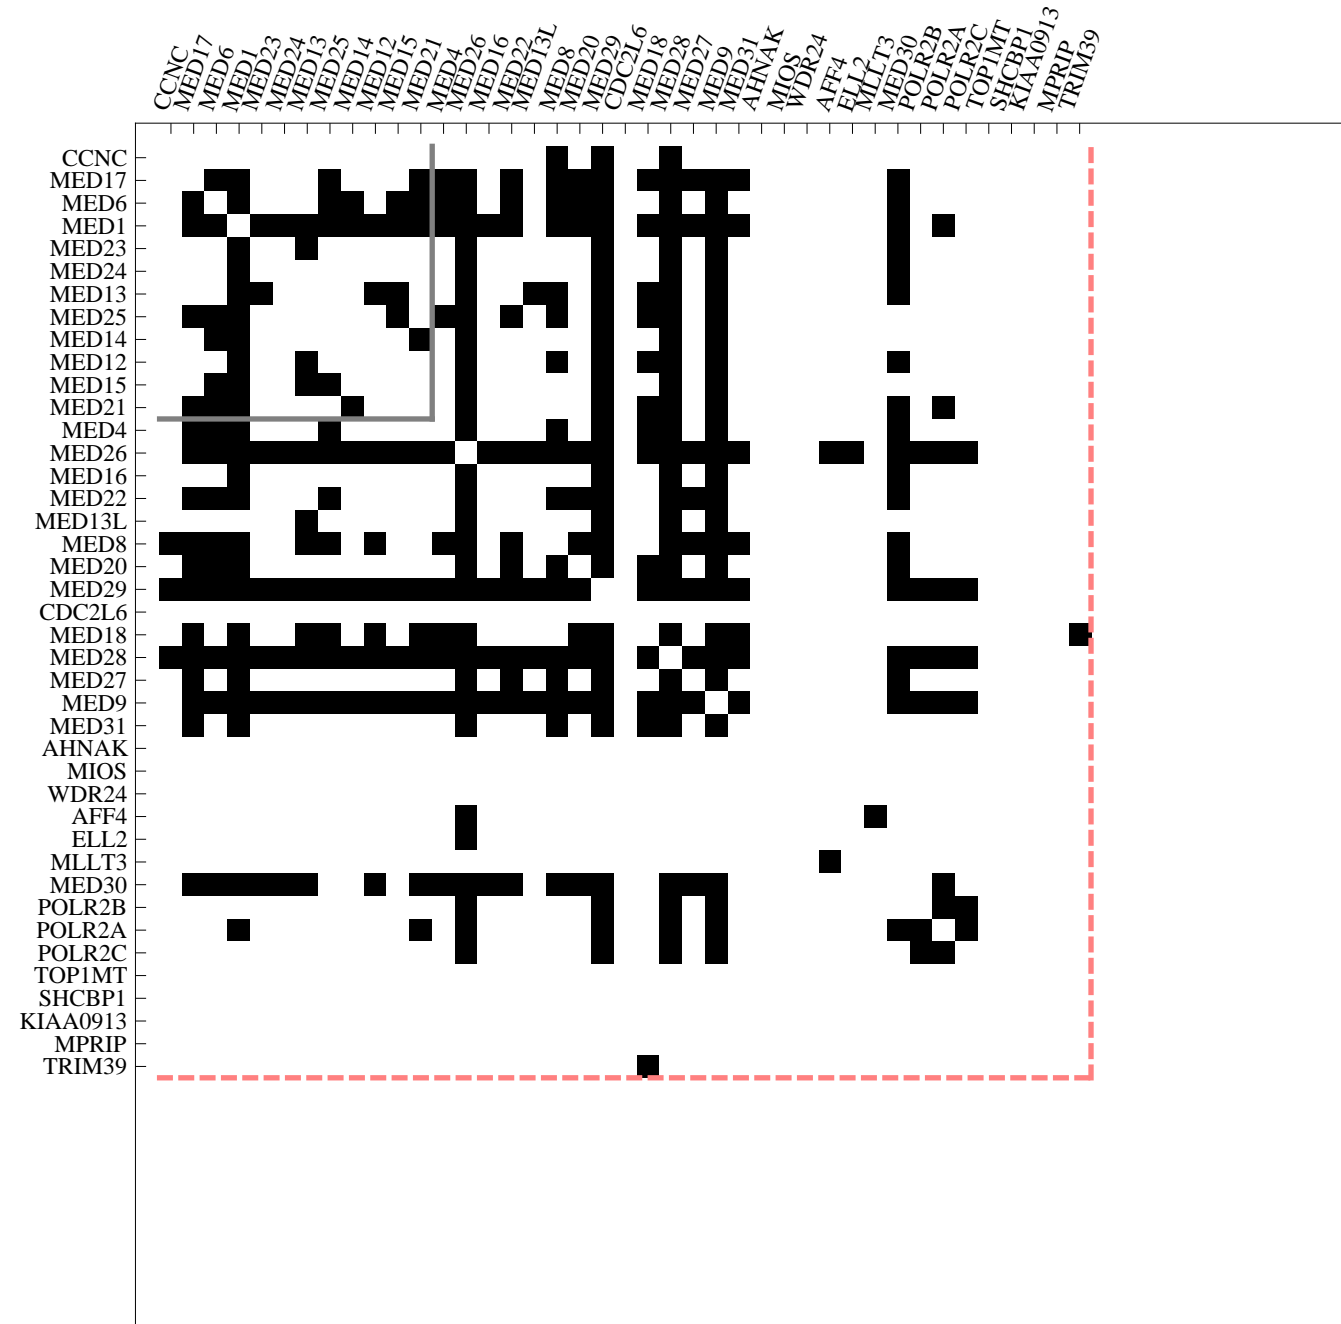 CCNC
MED17
MED6
MED1
MED23
MED24
MED13
MED25
MED14
MED12
MED15
MED21
MED4
MED26
MED16
MED22
MED13L
MED8
MED20
MED29
CDC2L6
MED18
MED28
MED27
MED9
MED31
AHNAK
MIOS
WDR24
AFF4
ELL2
MLLT3
MED30
POLR2B
POLR2A
POLR2C
TOP1MT
SHCBP1
KIAA0913
MPRIP
TRIM39
CCNC
MED17
MED6
MED1
MED23
MED24
MED13
MED25
MED14
MED12
MED15
MED21
MED4
MED26
MED16
MED22
MED13L
MED8
MED20
MED29
CDC2L6
MED18
MED28
MED27
MED9
MED31
AHNAK
MIOS
WDR24
AFF4
ELL2
MLLT3
MED30
POLR2B
POLR2A
POLR2C
TOP1MT
SHCBP1
KIAA0913
MPRIP
TRIM39